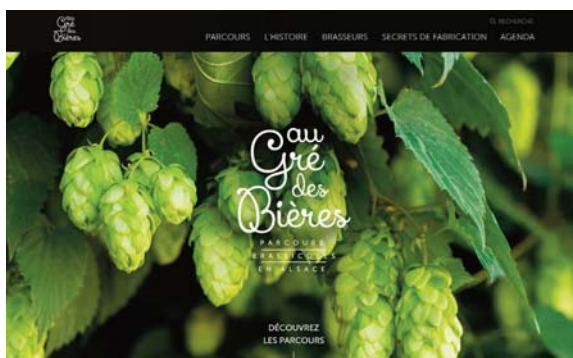 au
Gré
des
Bières
RECHERCHE
PARCOURS L'HISTOIRE BRASSEURS SECRETS DE FABRICATION AGENDA
au
Gré
des
Bières
PARCOURS
BRASSICOLES
EN ALSACE
DÉCOUVREZ
LES PARCOURS